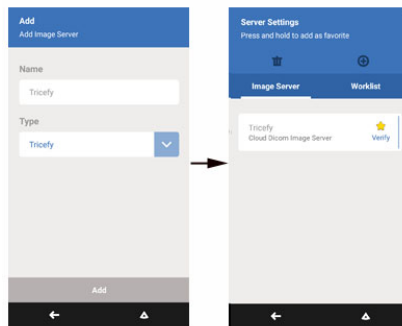 Add
Add Image Server
Name
Tricefy
Type
Tricefy
Add
Server Settings
Press and hold to add as favorite
Image Server
Worklist
Tricefy
Cloud Dicom Image Server
Verify